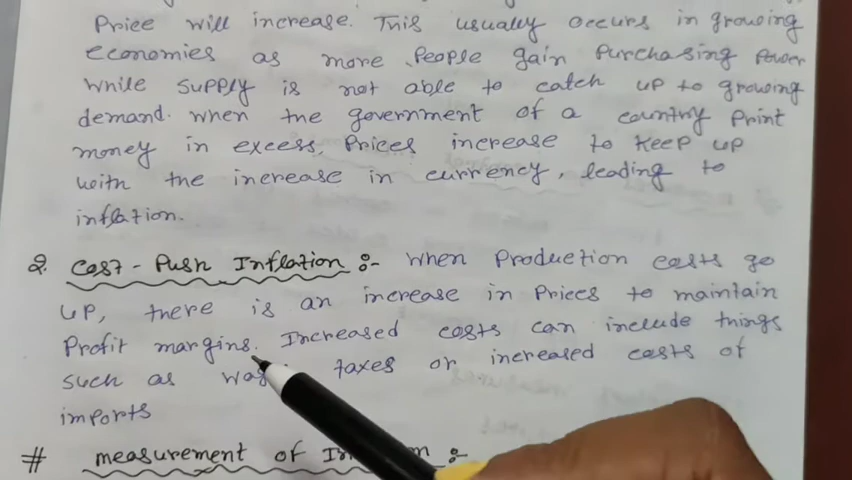 Price will increase. This usually occurs in growing
economies as more People gain Purchasing Power
while supply is not able to catch up to growing
demand. when the government of a country Print
money in excess, Prices increase to keep up
with the increase in currency, leading to
inflation.
2. Cost-Push Inflation :- When Production costs go
up, there is an increase in Prices to maintain
Profit margins. Increased costs can include things
such as taxes or increased costs of
imports
# measurement of :-